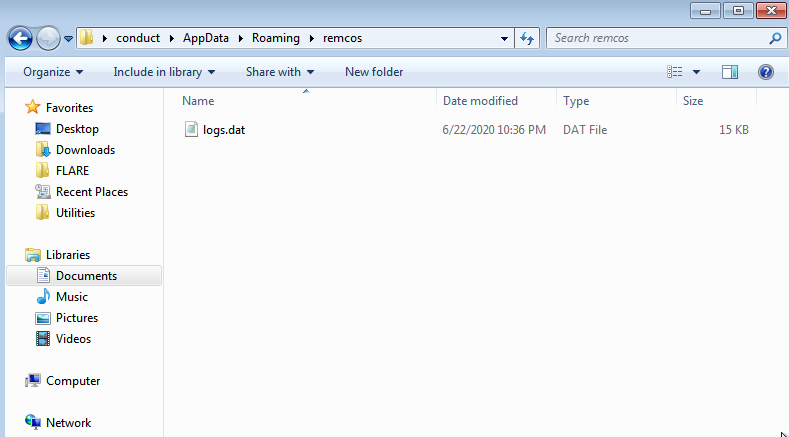 conduct AppData Roaming remcos
Search remcos
Organize Include in library Share with New folder
Name Date modified Type Size
logs.dat 6/22/2020 10:36 PM DAT File 15 KB
Favorites
Desktop
Downloads
FLARE
Recent Places
Utilities
Libraries
Documents
Music
Pictures
Videos
Computer
Network